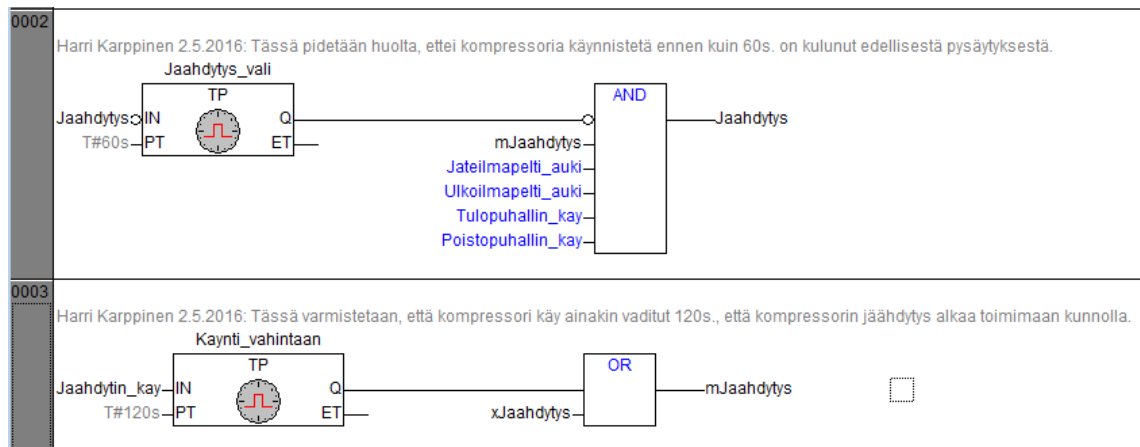 0002
Harri Karppinen 2.5.2016: Tässä pidetään huolta, ettei kompressoria käynnistetä ennen kuin 60s. on kulunut edellisestä pysäytyksestä.
Jaahdytys_vali
TP
AND
Jaahdytys IN Q Jaahdytys
T#60s PT ET mJaahdytys
Jateilmapelti_auki
Ulkoilmapelti_auki
Tulopuhallin_kay
Poistopuhallin_kay
0003
Harri Karppinen 2.5.2016: Tässä varmistetaan, että kompressori käy ainakin vaditut 120s., että kompressorin jäähdytys alkaa toimimaan kunnolla.
Kaynti_vahintaan
TP
OR
Jaahdytin_kay IN Q mJaahdytys
T#120s PT ET xJaahdytys